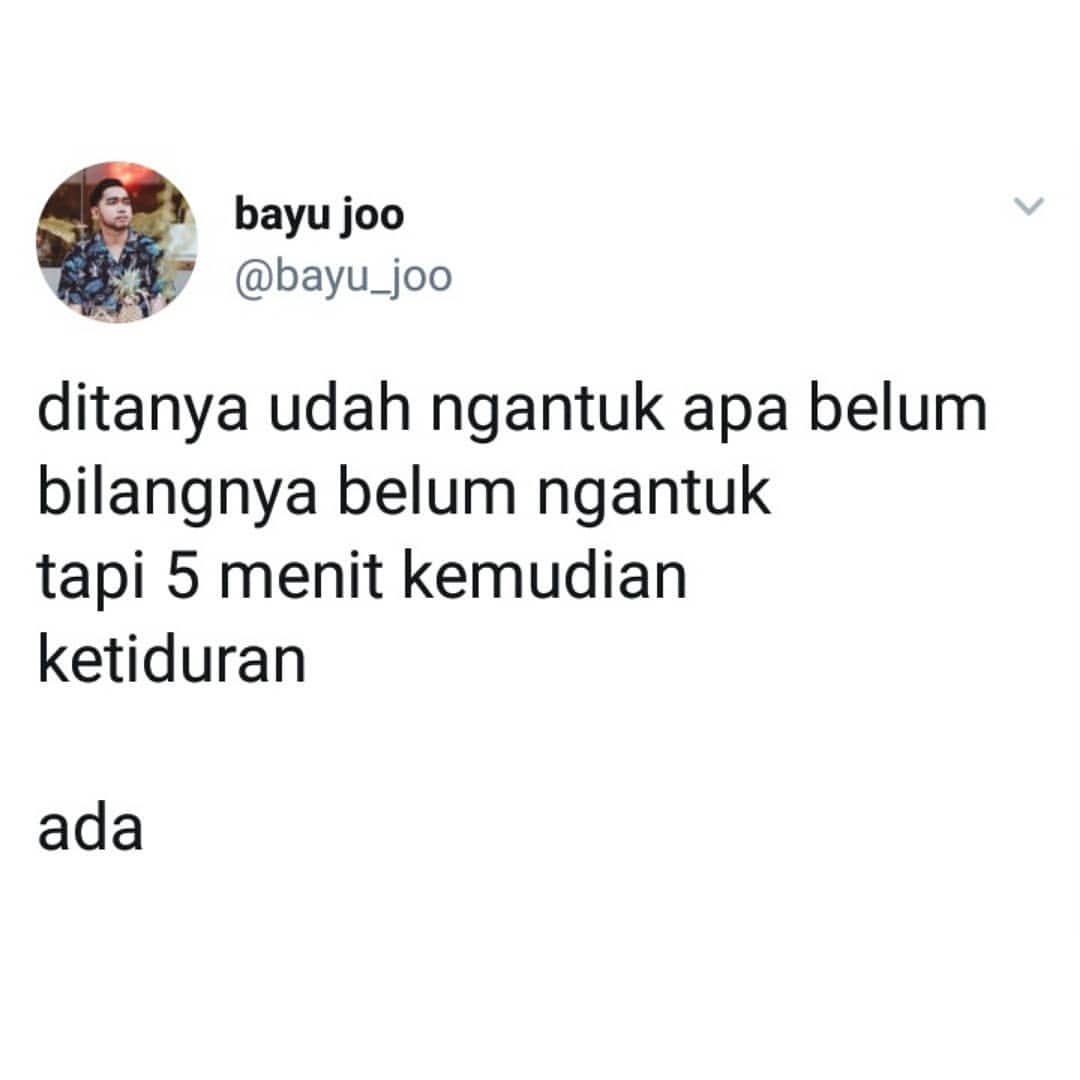 bayu joo
@bayu_joo
ditanya udah ngantuk apa belum
bilangnya belum ngantuk
tapi 5 menit kemudian
ketiduran
ada